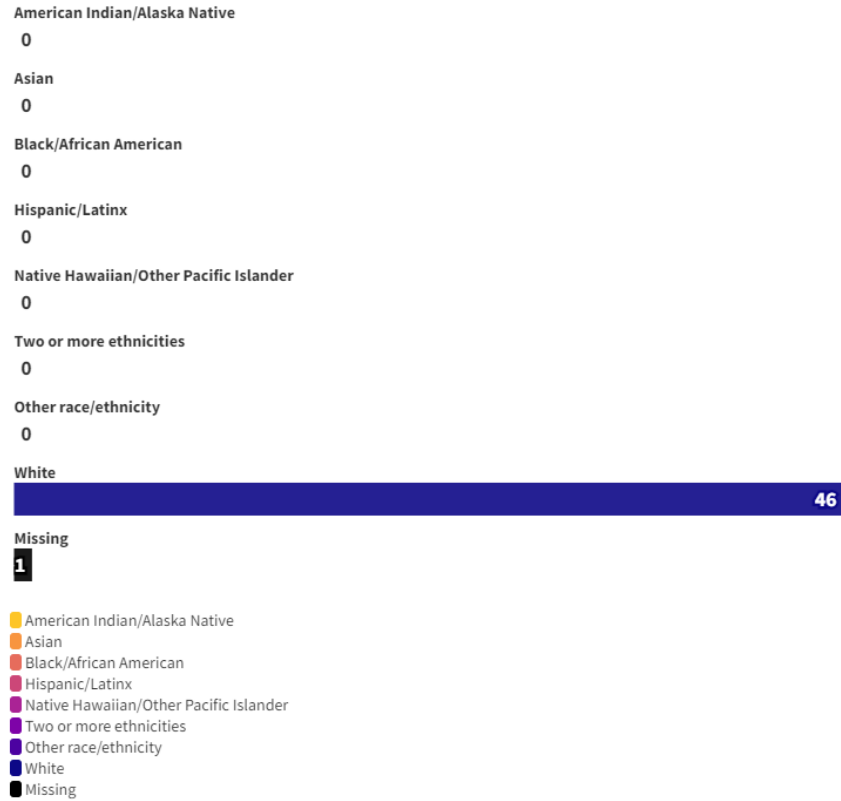 American Indian/Alaska Native
0
Asian
0
Black/African American
0
Hispanic/Latinx
0
Native Hawaiian/Other Pacific Islander
0
Two or more ethnicities
0
Other race/ethnicity
0
White
46
Missing
1
American Indian/Alaska Native
Asian
Black/African American
Hispanic/Latinx
Native Hawaiian/Other Pacific Islander
Two or more ethnicities
Other race/ethnicity
White
Missing